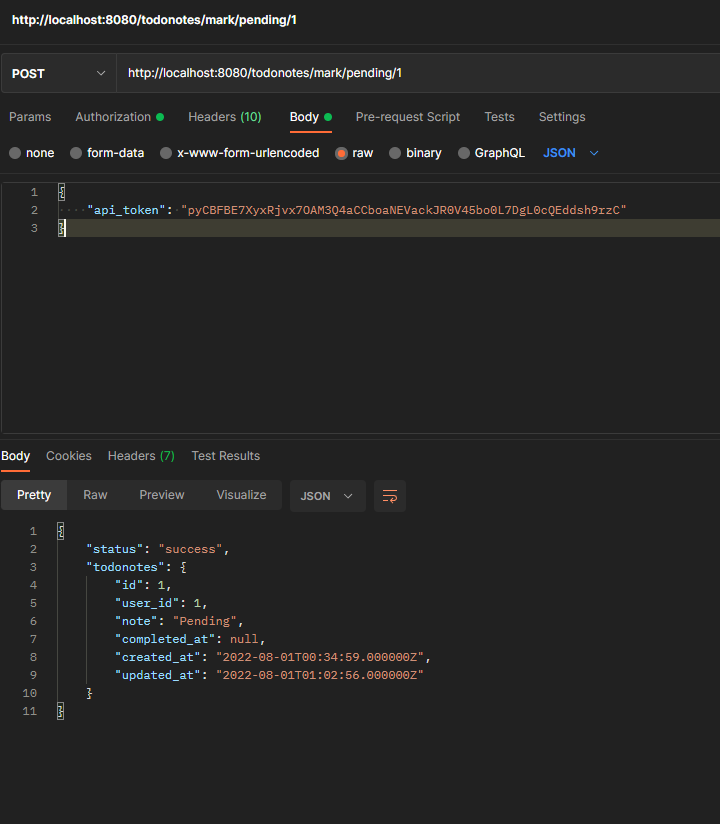 http://localhost:8080/todonotes/mark/pending/1
POST http://localhost:8080/todonotes/mark/pending/1
Params Authorization Headers (10) Body Pre-request Script Tests Settings
none form-data x-www-form-urlencoded raw binary GraphQL JSON
1 {
2 "api_token": "pyCBFBE7XyxRjvx7OAM3Q4aCCboaNEVackJR0V45bo0L7DgL0cQEddsh9rzC"
3 }
Body Cookies Headers (7) Test Results
Pretty Raw Preview Visualize JSON
1 {
2 "status": "success",
3 "todonotes": {
4 "id": 1,
5 "user_id": 1,
6 "note": "Pending",
7 "completed_at": null,
8 "created_at": "2022-08-01T00:34:59.000000Z",
9 "updated_at": "2022-08-01T01:02:56.000000Z"
10 }
11 }